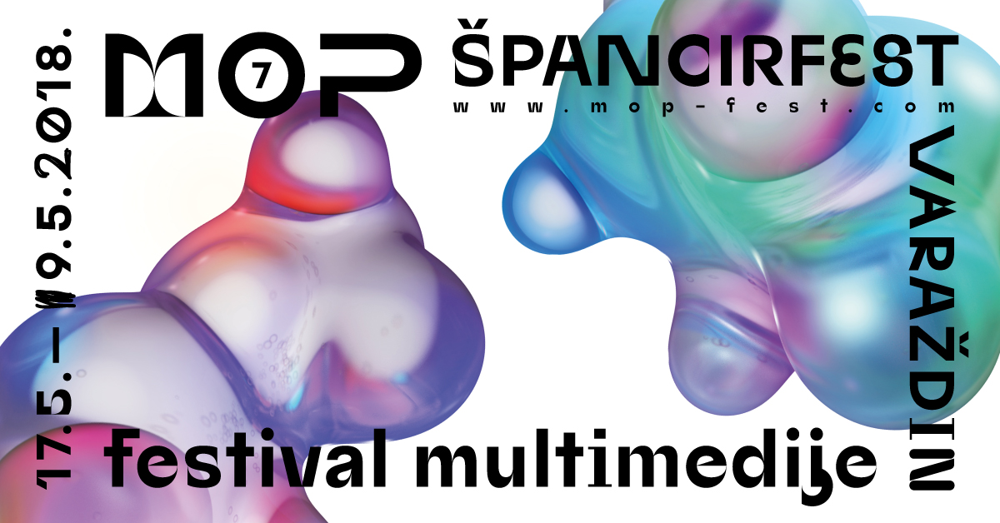 17.5.—19.5.2018.
MOP
7
ŠPANCIRFEST
www.mop-fest.com
VARAŽDIN
festival multimedije